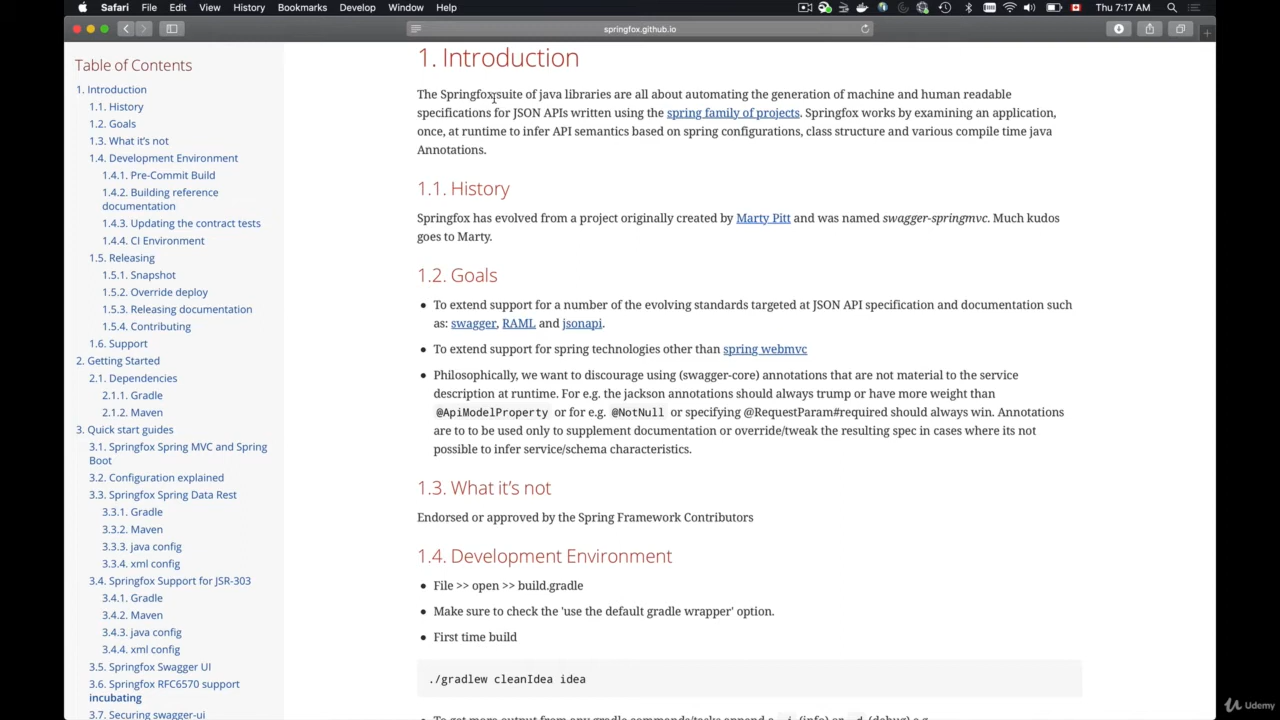 Safari File Edit View History Bookmarks Develop Window Help
Thu 7:17 AM
springfox.github.io
Table of Contents
1. Introduction
1.1. History
1.2. Goals
1.3. What it's not
1.4. Development Environment
1.4.1. Pre-Commit Build
1.4.2. Building reference
documentation
1.4.3. Updating the contract tests
1.4.4. CI Environment
1.5. Releasing
1.5.1. Snapshot
1.5.2. Override deploy
1.5.3. Releasing documentation
1.5.4. Contributing
1.6. Support
2. Getting Started
2.1. Dependencies
2.1.1. Gradle
2.1.2. Maven
3. Quick start guides
3.1. Springfox Spring MVC and Spring
Boot
3.2. Configuration explained
3.3. Springfox Spring Data Rest
3.3.1. Gradle
3.3.2. Maven
3.3.3. java config
3.3.4. xml config
3.4. Springfox Support for JSR-303
3.4.1. Gradle
3.4.2. Maven
3.4.3. java config
3.4.4. xml config
3.5. Springfox Swagger UI
3.6. Springfox RFC6570 support
incubating
3.7. Securing swagger-ui
1. Introduction
The Springfox suite of java libraries are all about automating the generation of machine and human readable
specifications for JSON APIs written using the spring family of projects. Springfox works by examining an application,
once, at runtime to infer API semantics based on spring configurations, class structure and various compile time java
Annotations.
1.1. History
Springfox has evolved from a project originally created by Marty Pitt and was named swagger-springmvc. Much kudos
goes to Marty.
1.2. Goals
• To extend support for a number of the evolving standards targeted at JSON API specification and documentation such
as: swagger, RAML and jsonapi.
• To extend support for spring technologies other than spring webmvc
• Philosophically, we want to discourage using (swagger-core) annotations that are not material to the service
description at runtime. For e.g. the jackson annotations should always trump or have more weight than
@ApiModelProperty or for e.g. @NotNull or specifying @RequestParam#required should always win. Annotations
are to to be used only to supplement documentation or override/tweak the resulting spec in cases where its not
possible to infer service/schema characteristics.
1.3. What it's not
Endorsed or approved by the Spring Framework Contributors
1.4. Development Environment
• File >> open >> build.gradle
• Make sure to check the 'use the default gradle wrapper' option.
• First time build
./gradlew cleanIdea idea
• To get more output from any gradle commands/tasks append a -i (info) or -d (debug) e.g.
Udemy